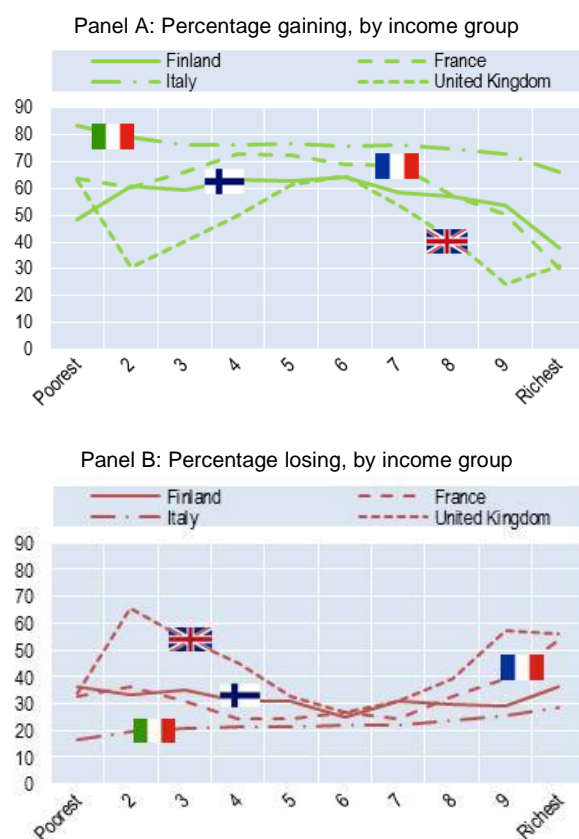 Panel A: Percentage gaining, by income group
Finland France
Italy United Kingdom
90
80
70
60
50
40
30
20
10
0
Poorest 2 3 4 5 6 7 8 9 Richest
Panel B: Percentage losing, by income group
Finland France
Italy United Kingdom
90
80
70
60
50
40
30
20
10
0
Poorest 2 3 4 5 6 7 8 9 Richest